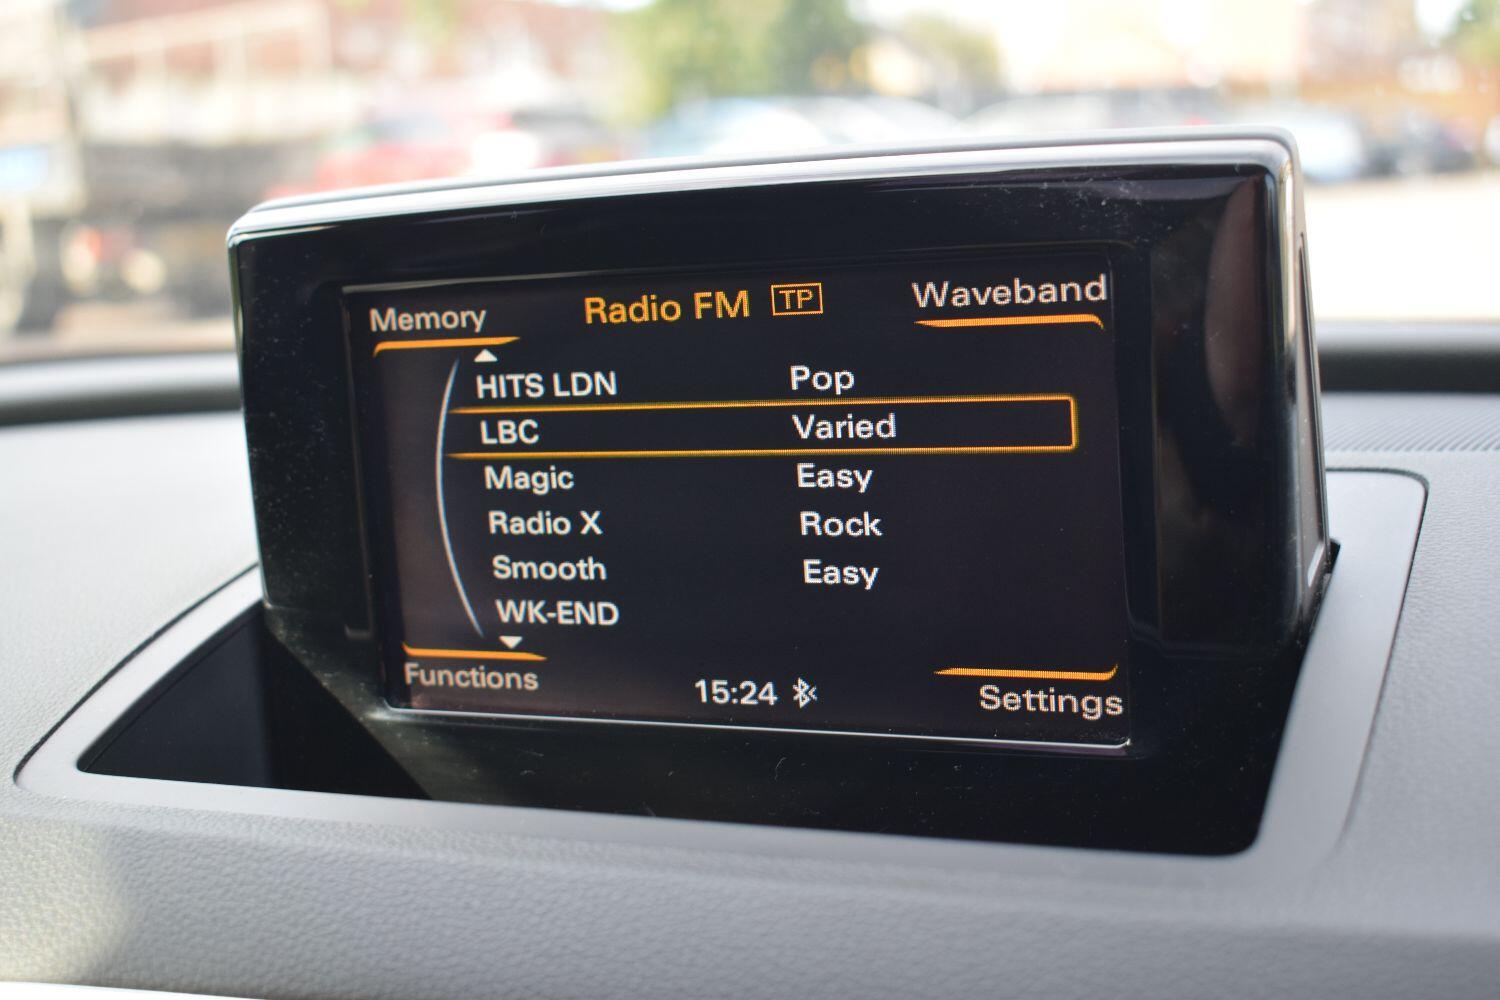 Memory Radio FM TP Waveband
HITS LDN Pop
LBC Varied
Magic Easy
Radio X Rock
Smooth Easy
WK-END
Functions 15:24 Settings